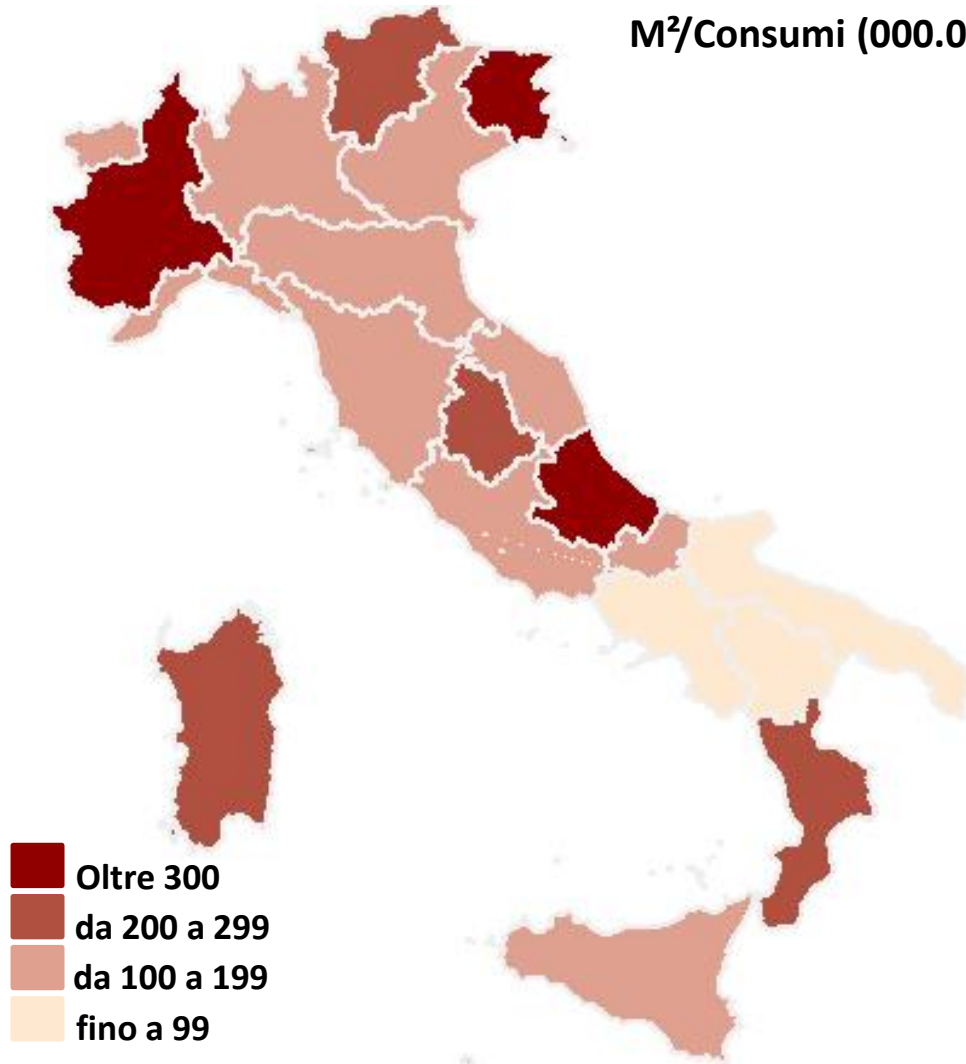 M²/Consumi (000.0
Oltre 300
da 200 a 299
da 100 a 199
fino a 99